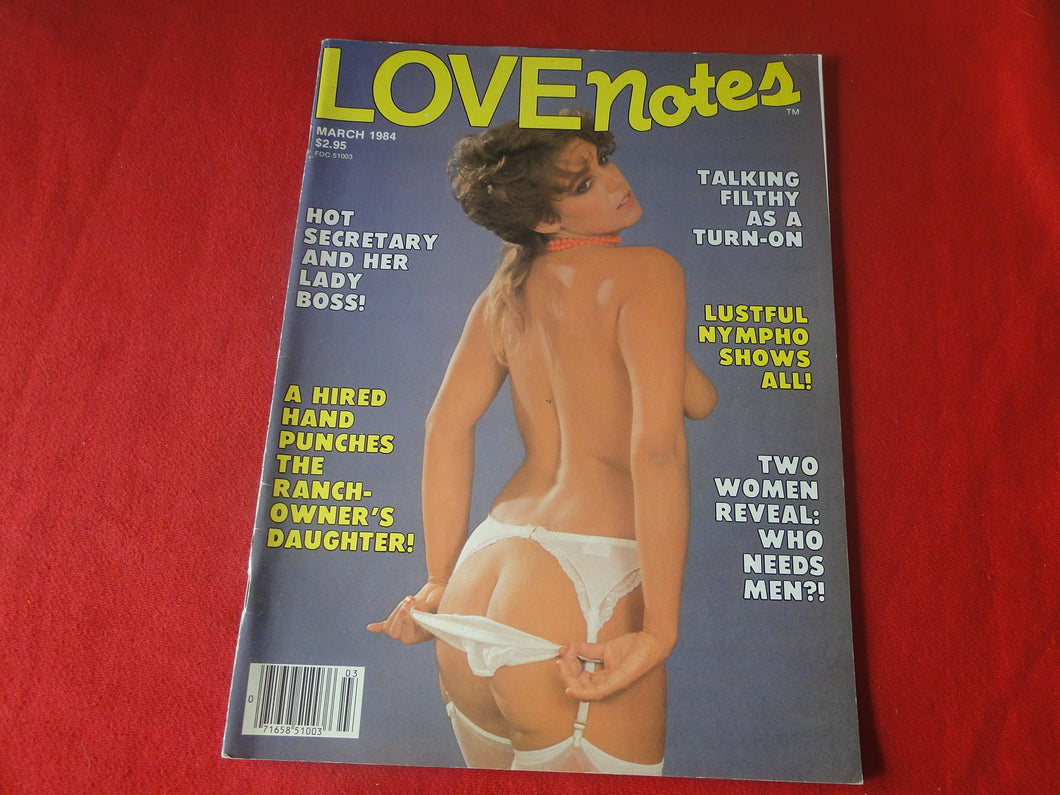 LOVE notes
TM
MARCH 1984
$2.95
FDC 51003
HOT
SECRETARY
AND HER
LADY
BOSS!
A HIRED
HAND
PUNCHES
THE
RANCH-
OWNER'S
DAUGHTER!
TALKING
FILTHY
AS A
TURN-ON
LUSTFUL
NYMPHO
SHOWS
ALL!
TWO
WOMEN
REVEAL:
WHO
NEEDS
MEN?!
03
0 71658 51003